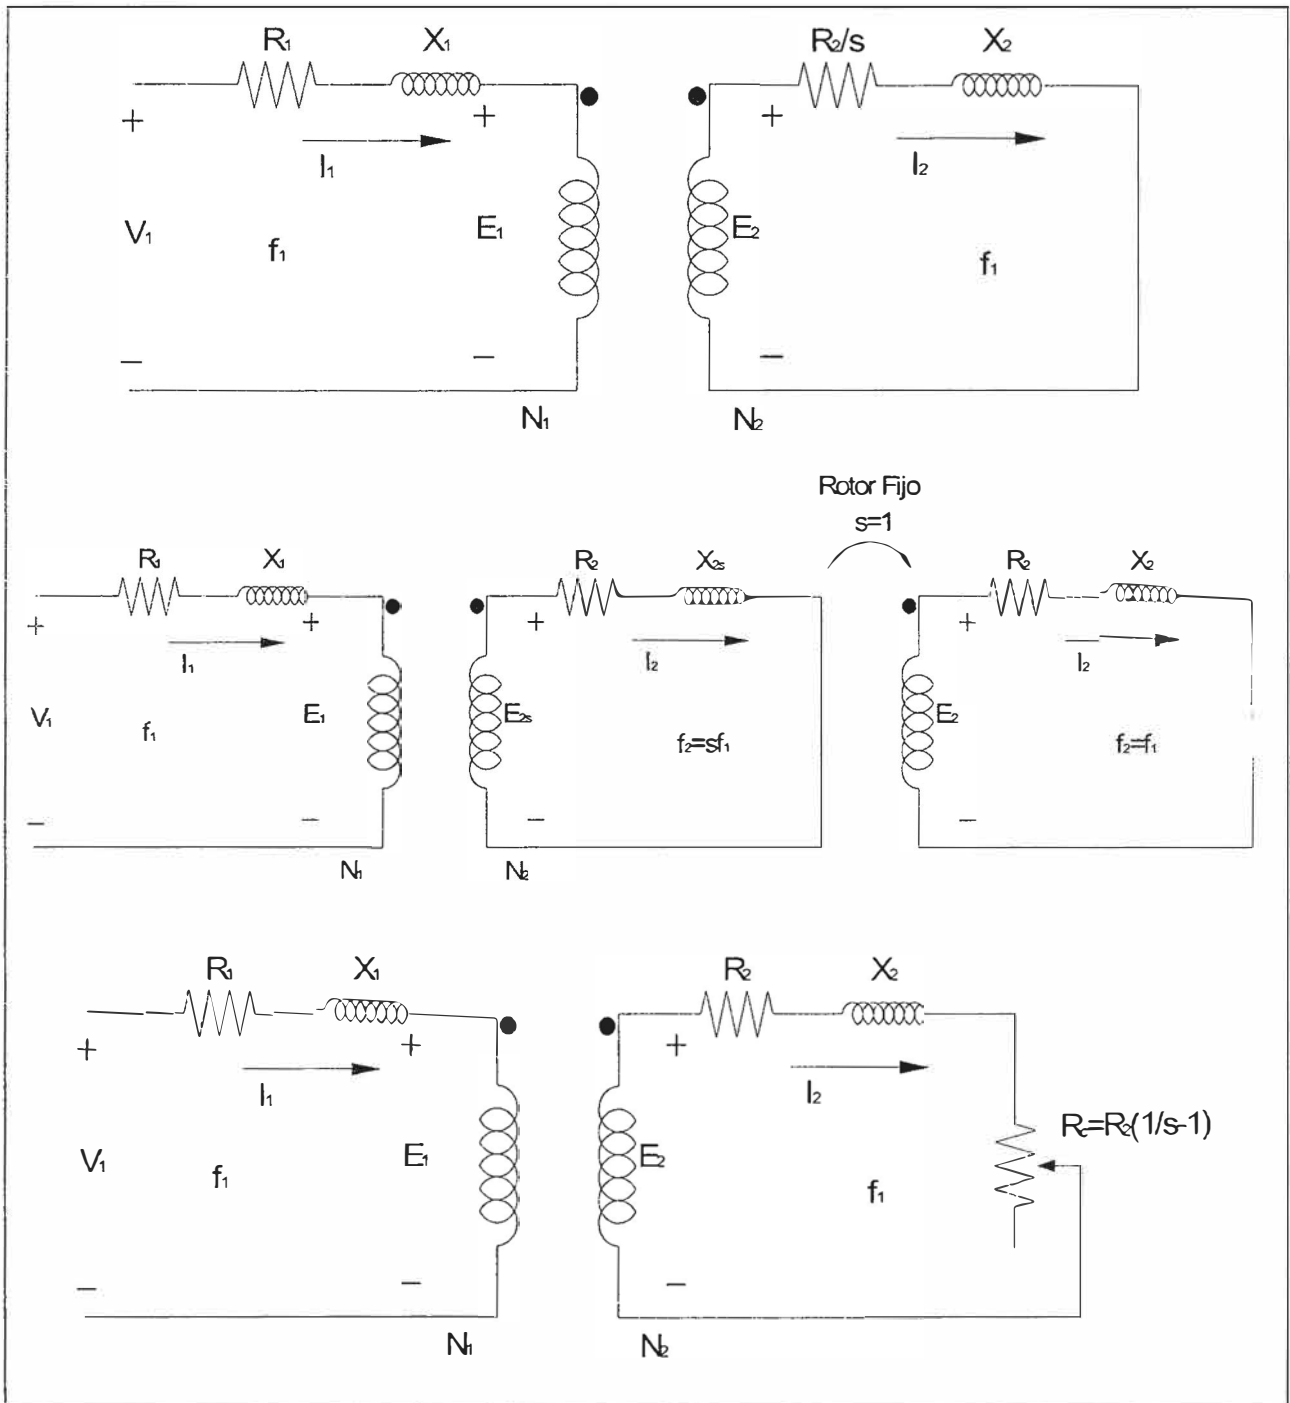 R₁ X₁ R₂/s X₂
+ + +
I₁ I₂
V₁ f₁ E₁ E₂ f₁
− − −
N₁ N₂
Rotor Fijo
s=1
R₁ X₁ R₂ X₂s R₂ X₂
+ + + +
I₁ I₂ I₂
V₁ f₁ E₁ E₂s f₂=sf₁ E₂ f₂=f₁
− − − −
N₁ N₂
R₁ X₁ R₂ X₂
+ + +
I₁ I₂
R꜀=R₂(1/s-1)
V₁ f₁ E₁ E₂ f₁
− − −
N₁ N₂